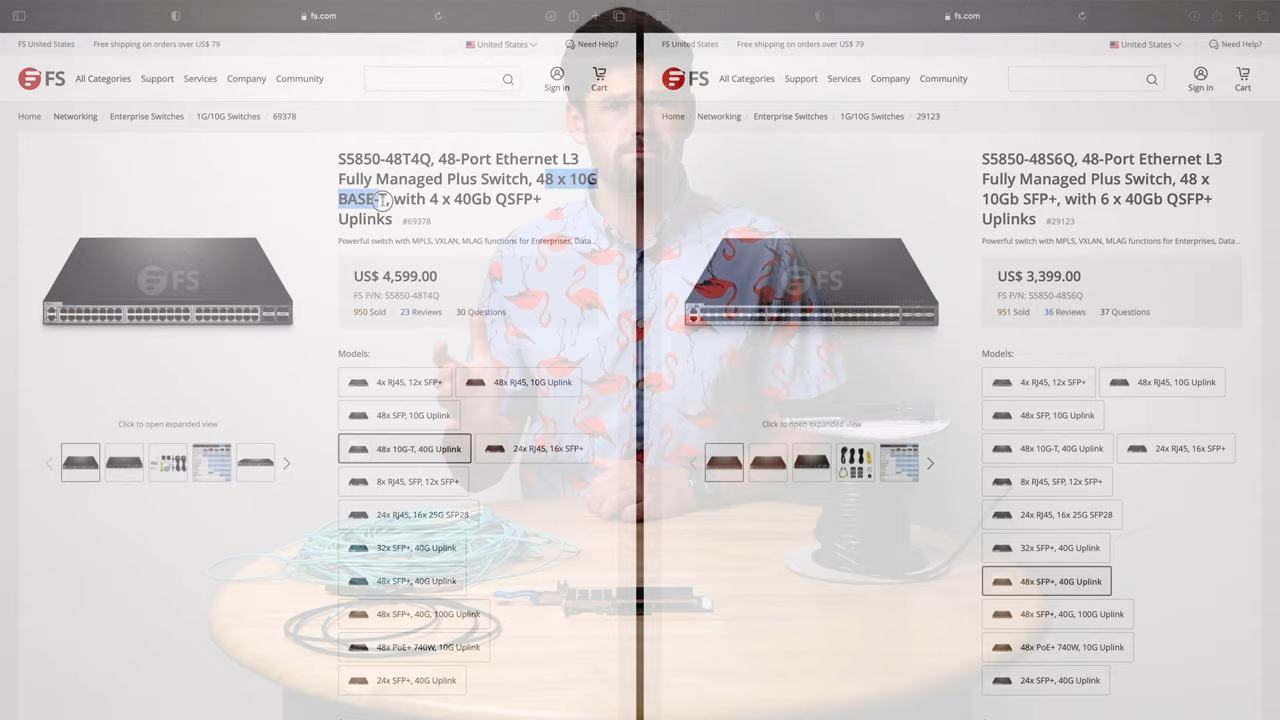 fs.com
FS United States
Free shipping on orders over US$ 79
United States
Need Help?
FS
All Categories
Support
Services
Company
Community
Sign in
Cart
Home / Networking / Enterprise Switches / 1G/10G Switches / 69378
S5850-48T4Q, 48-Port Ethernet L3
Fully Managed Plus Switch, 48 x 10G
BASE-T, with 4 x 40Gb QSFP+
Uplinks #69378
Powerful switch with MPLS, VXLAN, MLAG functions for Enterprises, Data...
FS
US$ 4,599.00
FS P/N: S5850-48T4Q
950 Sold
23 Reviews
30 Questions
Models:
4x RJ45, 12x SFP+
48x RJ45, 10G Uplink
48x SFP, 10G Uplink
Click to open expanded view
48x 10G-T, 40G Uplink
24x RJ45, 16x SFP+
8x RJ45, SFP, 12x SFP+
24x RJ45, 16x 25G SFP28
32x SFP+, 40G Uplink
48x SFP+, 40G Uplink
48x SFP+, 40G, 100G Uplink
48x PoE+ 740W, 10G Uplink
24x SFP+, 40G Uplink
fs.com
FS United States
Free shipping on orders over US$ 79
United States
Need Help?
FS
All Categories
Support
Services
Company
Community
Sign in
Cart
Home / Networking / Enterprise Switches / 1G/10G Switches / 29123
S5850-48S6Q, 48-Port Ethernet L3
Fully Managed Plus Switch, 48 x
10Gb SFP+, with 6 x 40Gb QSFP+
Uplinks #29123
Powerful switch with MPLS, VXLAN, MLAG functions for Enterprises, Data...
FS
US$ 3,399.00
FS P/N: S5850-48S6Q
951 Sold
36 Reviews
37 Questions
Models:
4x RJ45, 12x SFP+
48x RJ45, 10G Uplink
48x SFP, 10G Uplink
Click to open expanded view
48x 10G-T, 40G Uplink
24x RJ45, 16x SFP+
8x RJ45, SFP, 12x SFP+
24x RJ45, 16x 25G SFP28
32x SFP+, 40G Uplink
48x SFP+, 40G Uplink
48x SFP+, 40G, 100G Uplink
48x PoE+ 740W, 10G Uplink
24x SFP+, 40G Uplink